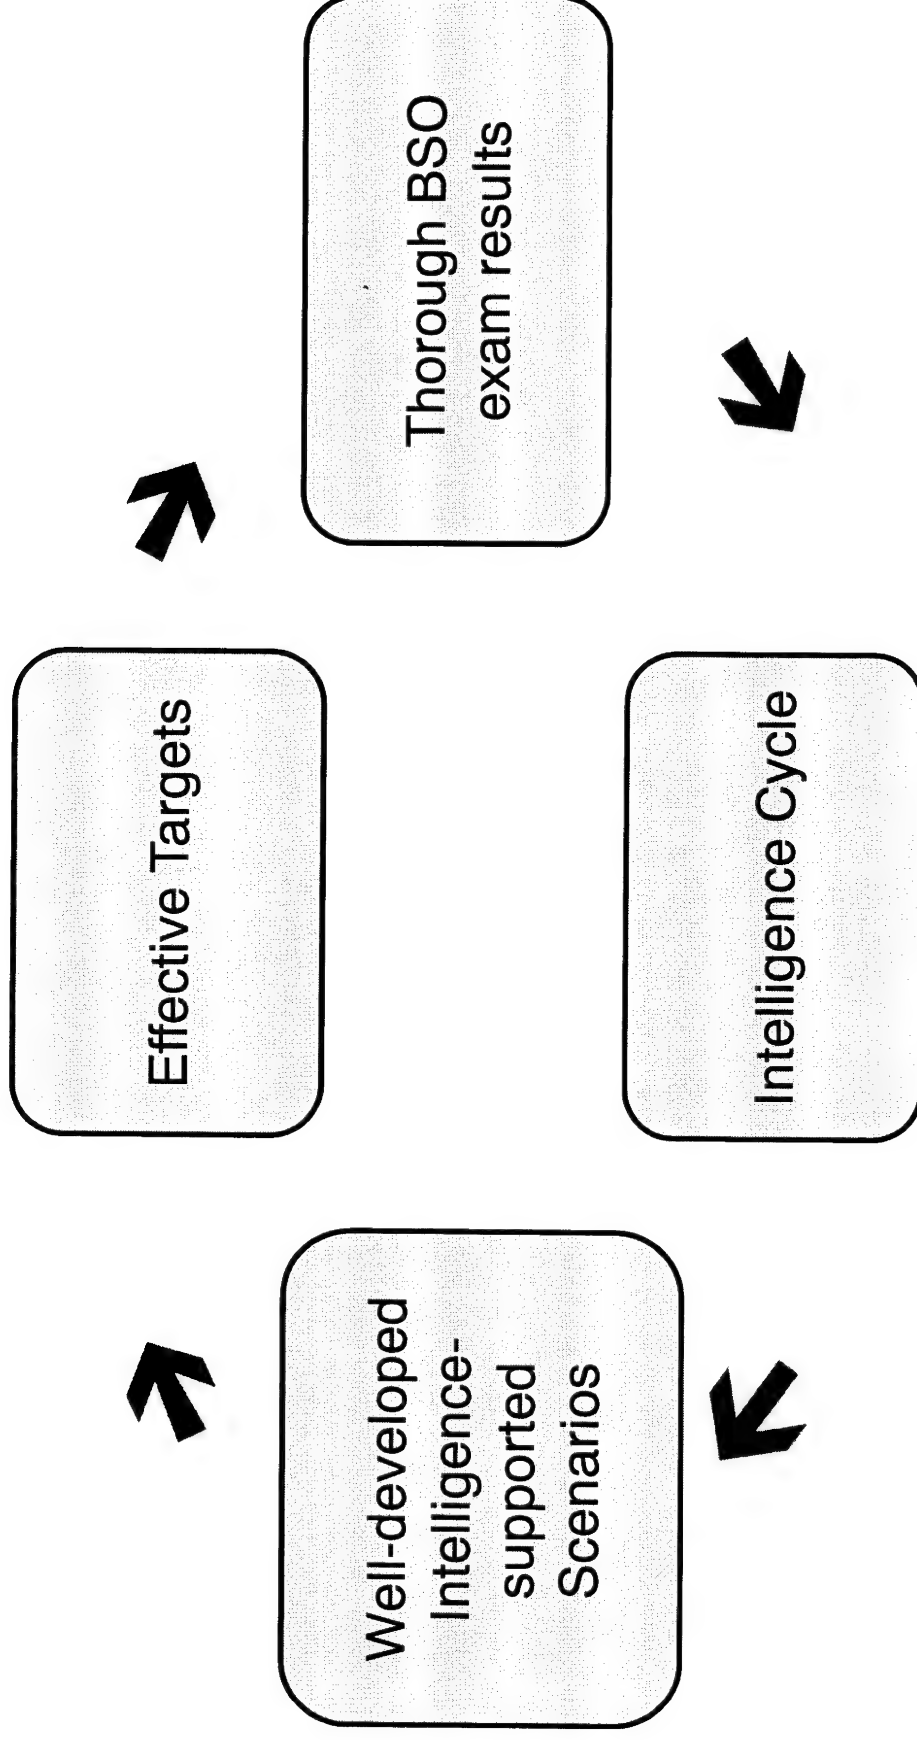 Effective Targets
Well-developed
Intelligence-
supported
Scenarios
Thorough BSO
exam results
Intelligence Cycle